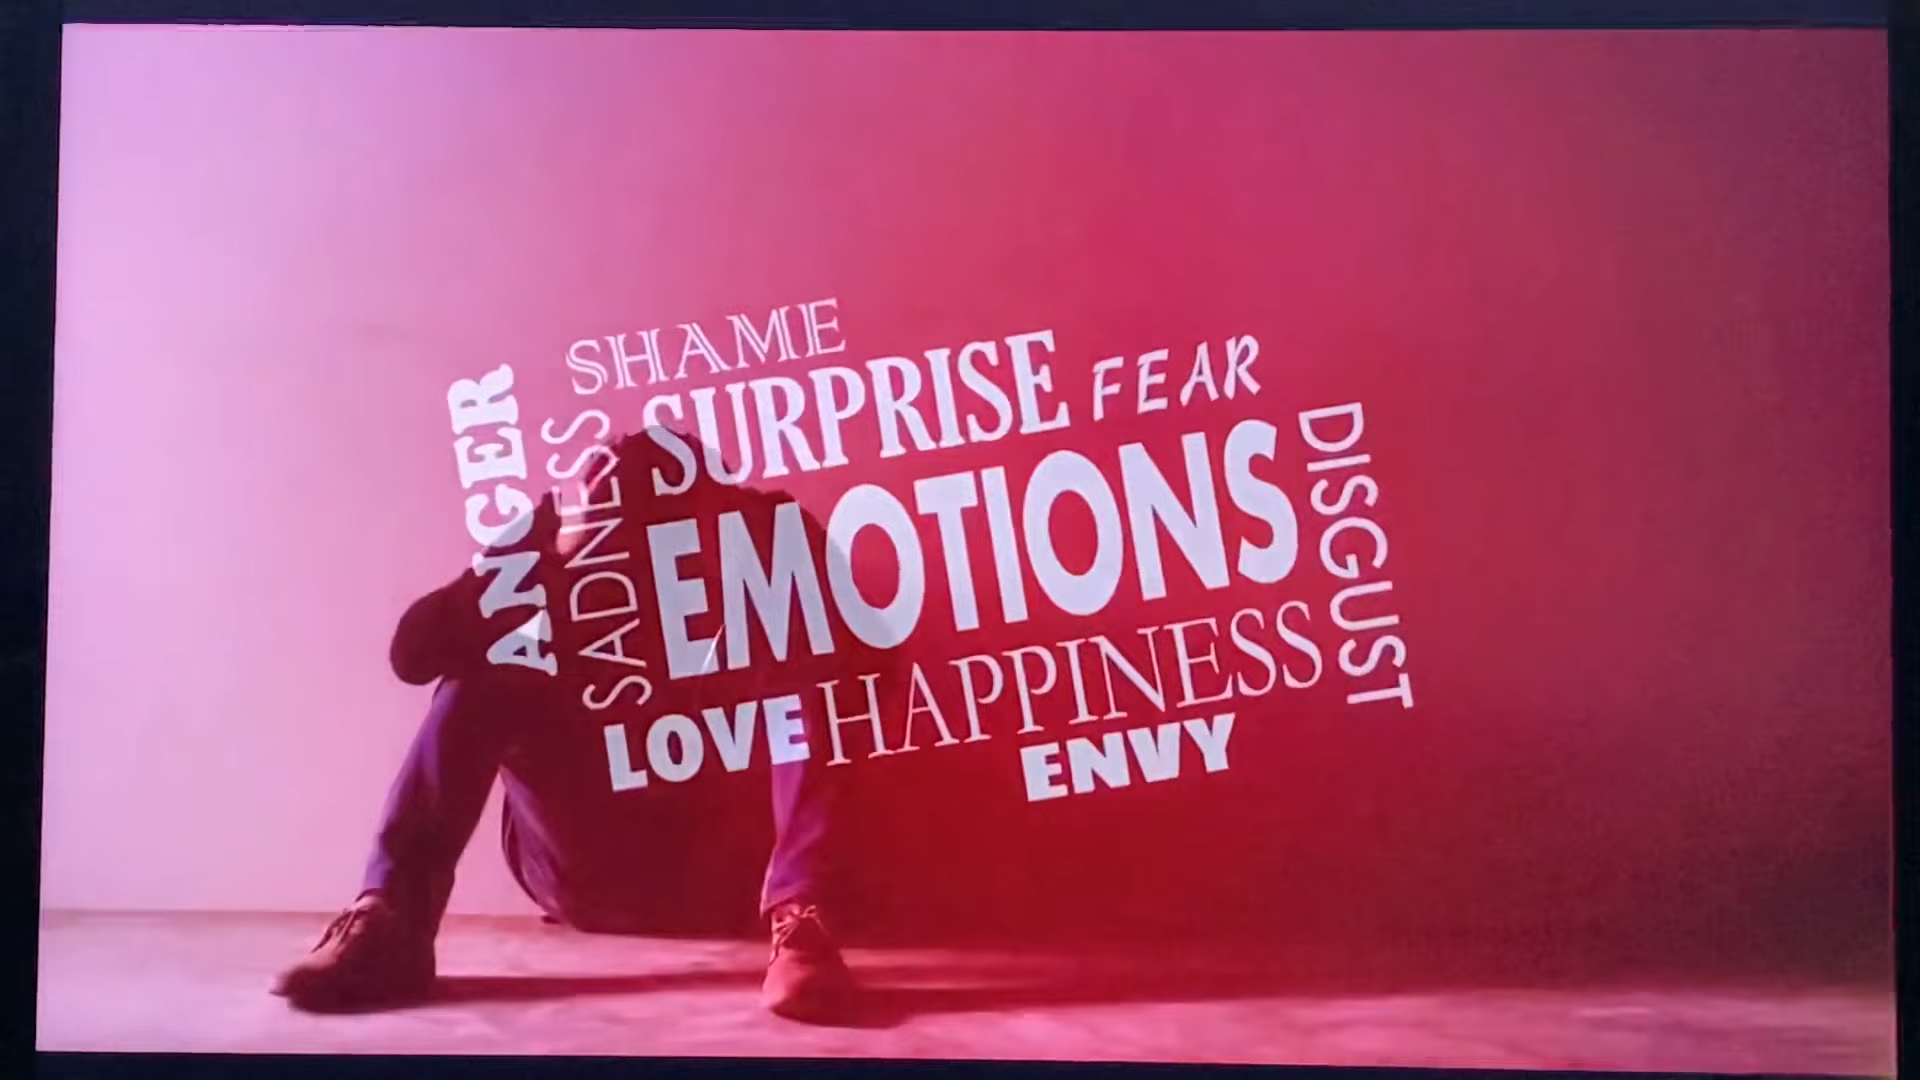 SHAME
SURPRISE FEAR
ANGER
SADNESS
EMOTIONS
DISGUST
LOVE HAPPINESS
ENVY